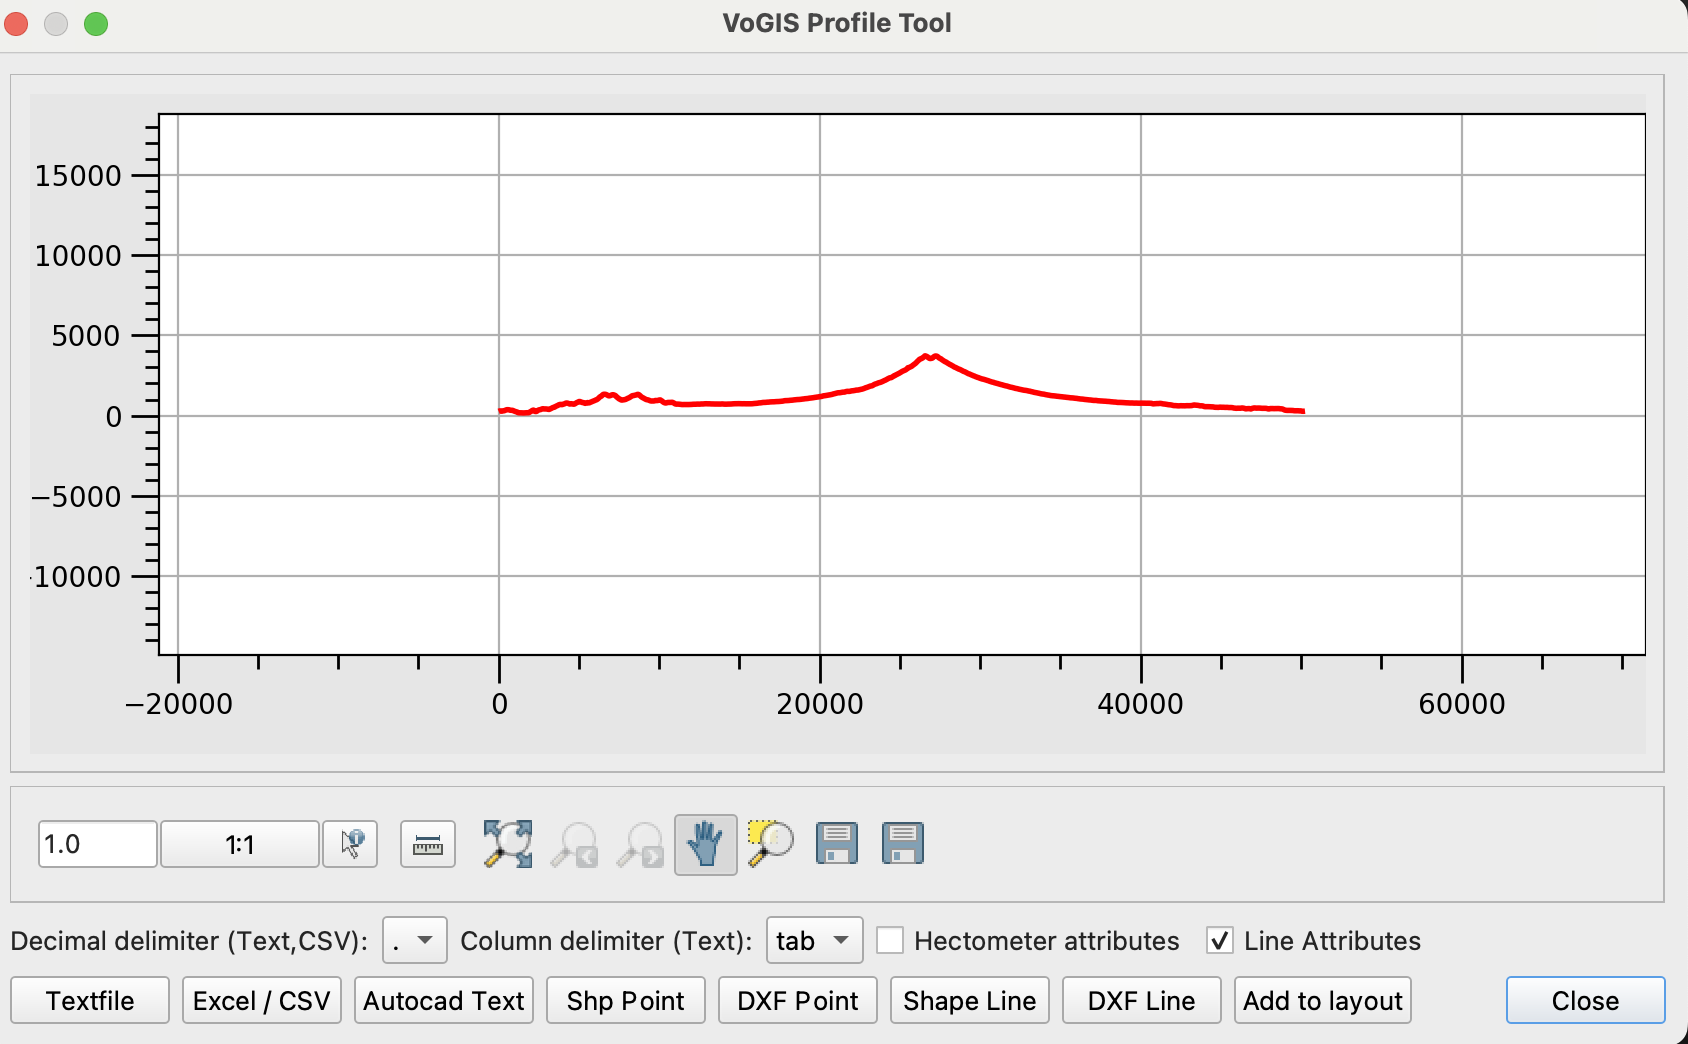 VoGIS Profile Tool
15000
10000
5000
0
−5000
-10000
−20000 0 20000 40000 60000
1.0 1:1
Decimal delimiter (Text,CSV): . Column delimiter (Text): tab Hectometer attributes Line Attributes
Textfile Excel / CSV Autocad Text Shp Point DXF Point Shape Line DXF Line Add to layout Close